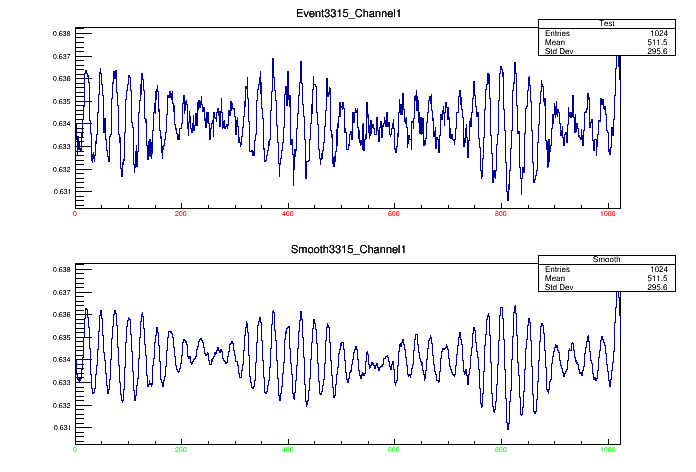 Event3315_Channel1
Test
Entries 1024
Mean 511.5
Std Dev 295.6
0.638
0.637
0.636
0.635
0.634
0.633
0.632
0.631
0 200 400 600 800 1000
Smooth3315_Channel1
Smooth
Entries 1024
Mean 511.5
Std Dev 295.6
0.638
0.637
0.636
0.635
0.634
0.633
0.632
0.631
0 200 400 600 800 1000